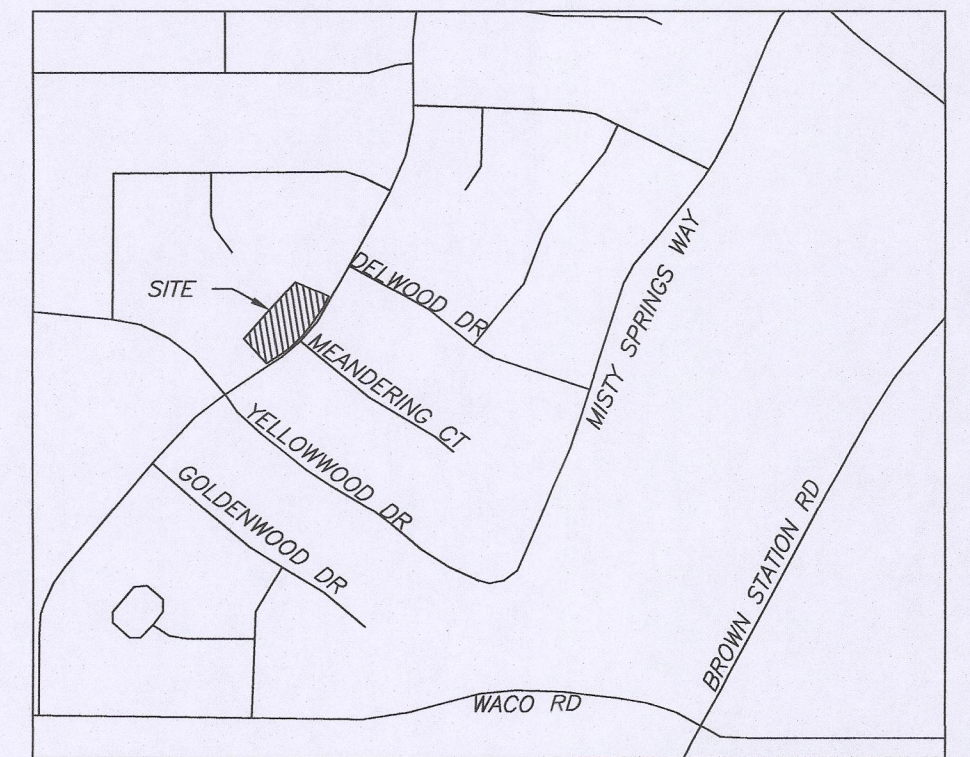 DELWOOD DR
SITE
MISTY SPRINGS WAY
MEANDERING CT
YELLOWWOOD DR
GOLDENWOOD DR
BROWN STATION RD
WACO RD